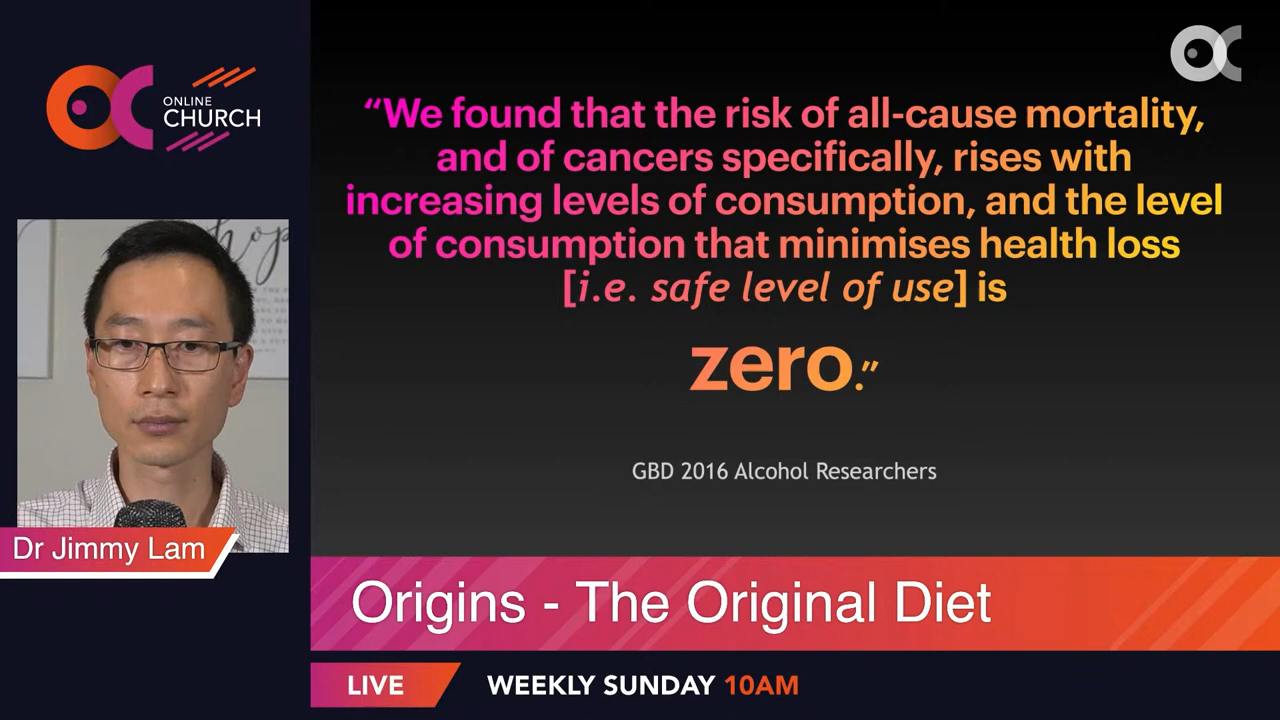 ONLINE
CHURCH
“We found that the risk of all-cause mortality,
and of cancers specifically, rises with
increasing levels of consumption, and the level
of consumption that minimises health loss
[i.e. safe level of use] is
zero.”
GBD 2016 Alcohol Researchers
Dr Jimmy Lam
Origins - The Original Diet
LIVE
WEEKLY SUNDAY 10AM